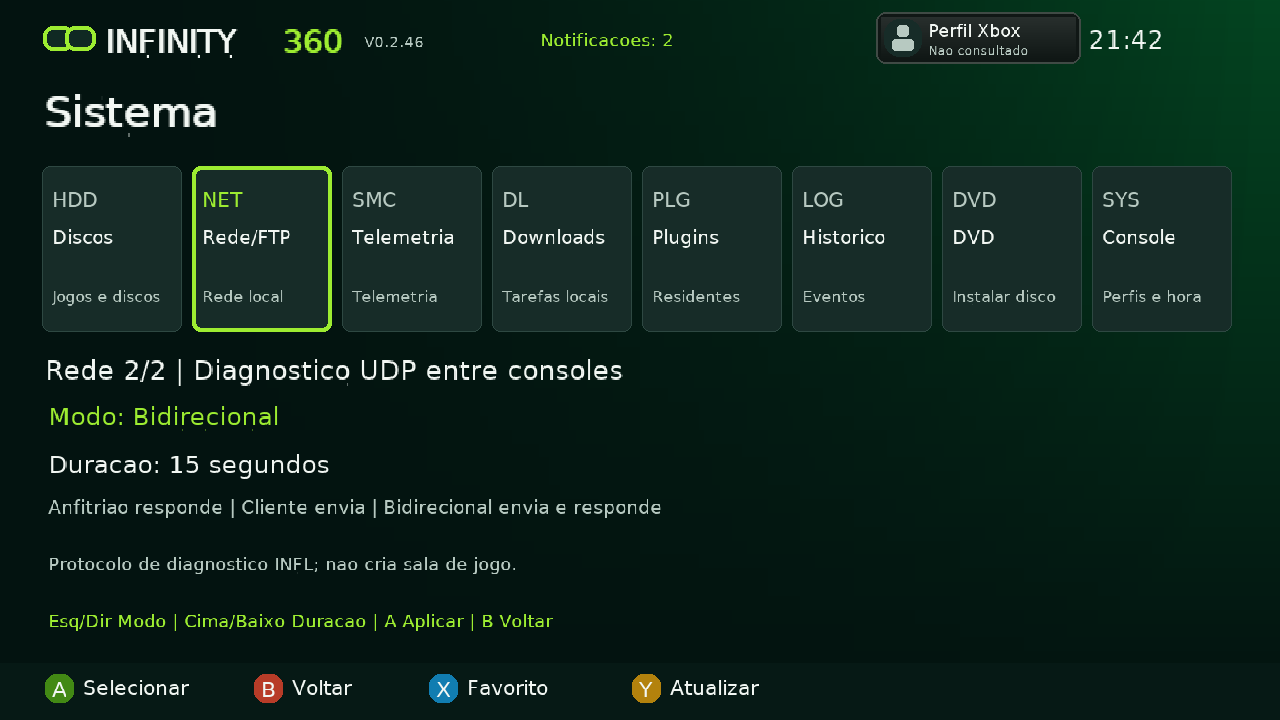 INFINITY 360 V0.2.46 Notificacoes: 2 Perfil Xbox 21:42
Nao consultado
Sistema
HDD NET SMC DL PLG LOG DVD SYS
Discos Rede/FTP Telemetria Downloads Plugins Historico DVD Console
Jogos e discos Rede local Telemetria Tarefas locais Residentes Eventos Instalar disco Perfis e hora
Rede 2/2 | Diagnostico UDP entre consoles
Modo: Bidirecional
Duracao: 15 segundos
Anfitriao responde | Cliente envia | Bidirecional envia e responde
Protocolo de diagnostico INFL; nao cria sala de jogo.
Esq/Dir Modo | Cima/Baixo Duracao | A Aplicar | B Voltar
A Selecionar B Voltar X Favorito Y Atualizar